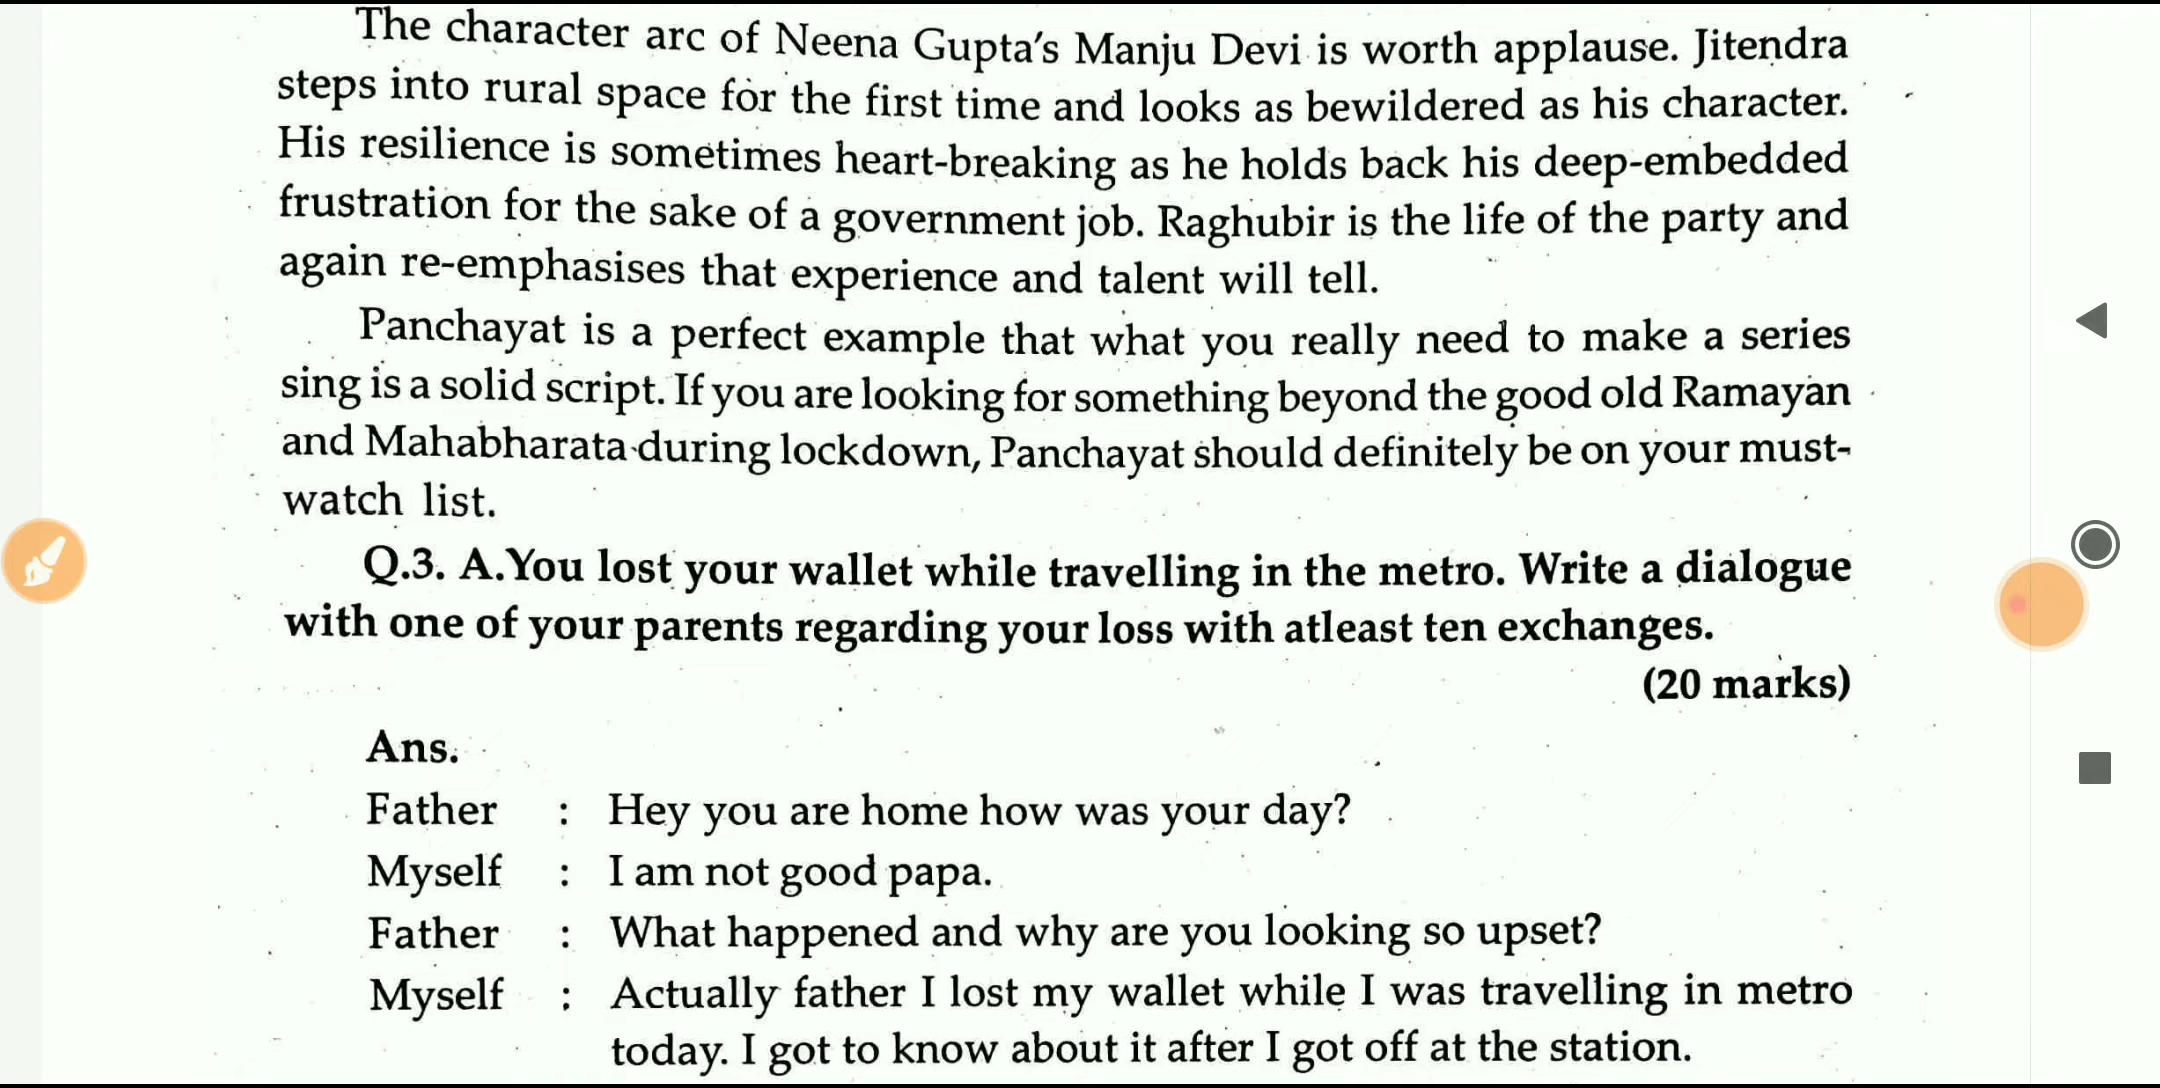 The character arc of Neena Gupta's Manju Devi is worth applause. Jitendra
steps into rural space for the first time and looks as bewildered as his character.
His resilience is sometimes heart-breaking as he holds back his deep-embedded
frustration for the sake of a government job. Raghubir is the life of the party and
again re-emphasises that experience and talent will tell.
Panchayat is a perfect example that what you really need to make a series
sing is a solid script. If you are looking for something beyond the good old Ramayan
and Mahabharata during lockdown, Panchayat should definitely be on your must-
watch list.
Q.3. A.You lost your wallet while travelling in the metro. Write a dialogue
with one of your parents regarding your loss with atleast ten exchanges.
(20 marks)
Ans.
Father : Hey you are home how was your day?
Myself : I am not good papa.
Father : What happened and why are you looking so upset?
Myself : Actually father I lost my wallet while I was travelling in metro
today. I got to know about it after I got off at the station.